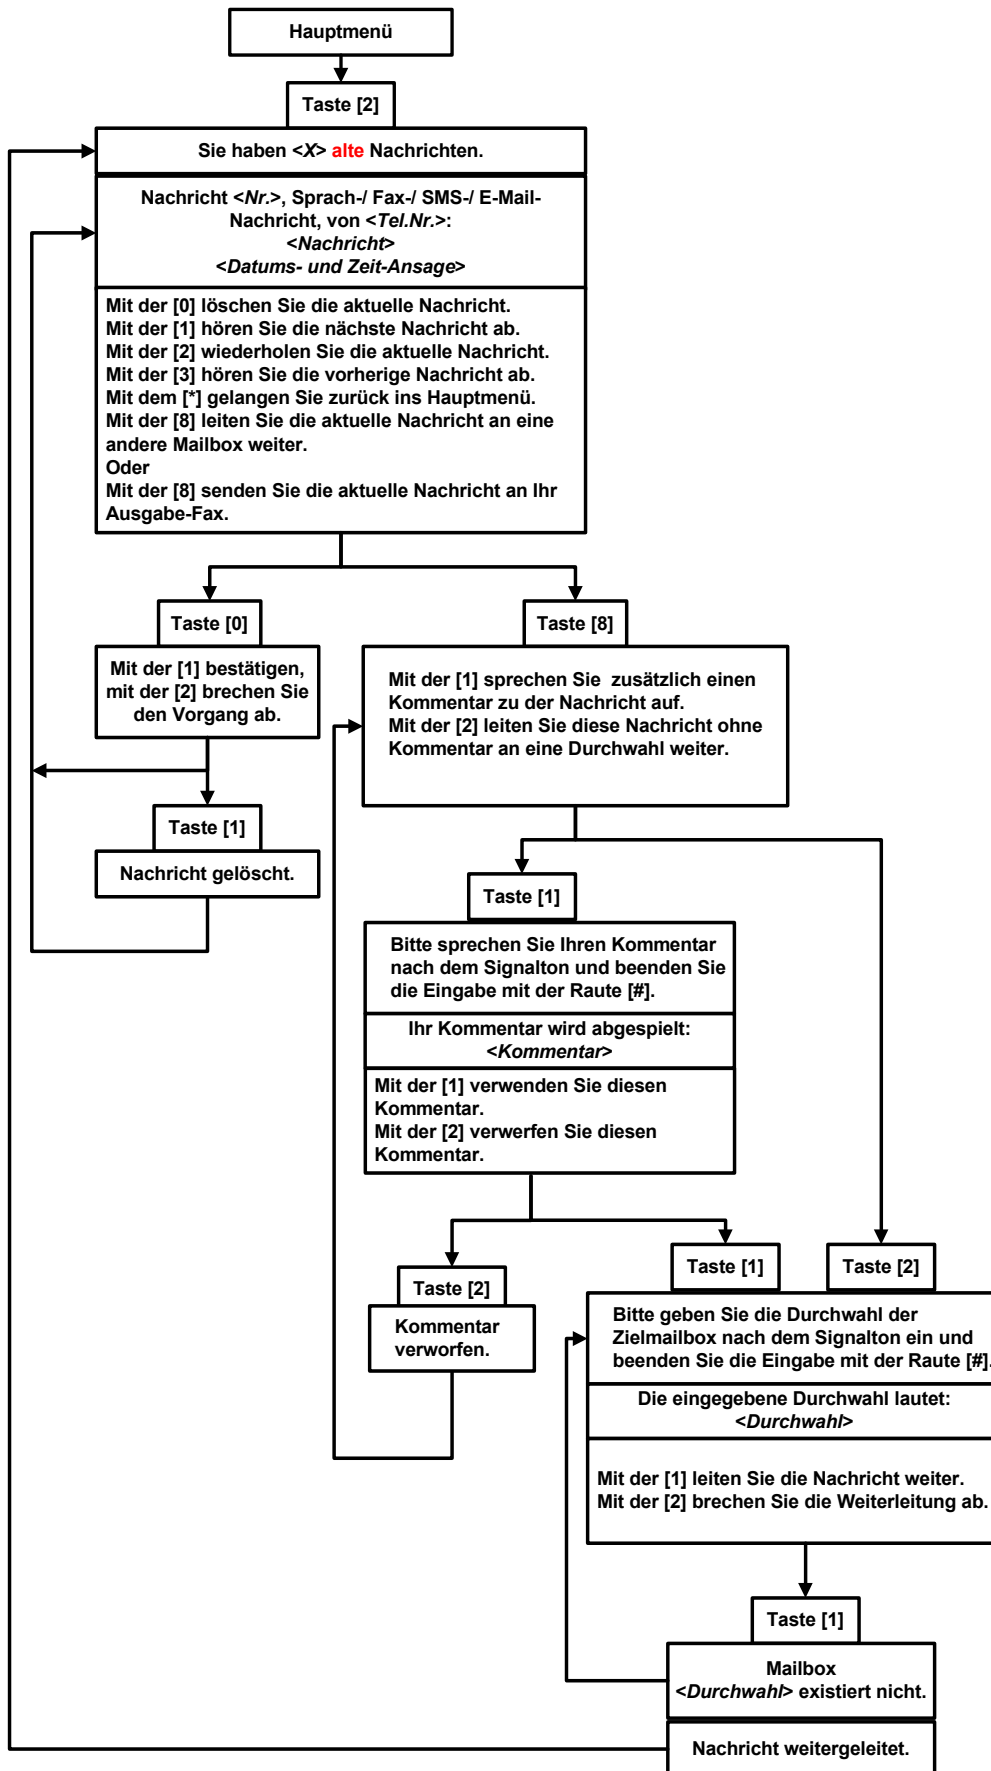 Hauptmenü
Taste [2]
Sie haben <X> alte Nachrichten.
Nachricht <Nr.>, Sprach-/ Fax-/ SMS-/ E-Mail-
Nachricht, von <Tel.Nr.>:
<Nachricht>
<Datums- und Zeit-Ansage>
Mit der [0] löschen Sie die aktuelle Nachricht.
Mit der [1] hören Sie die nächste Nachricht ab.
Mit der [2] wiederholen Sie die aktuelle Nachricht.
Mit der [3] hören Sie die vorherige Nachricht ab.
Mit dem [*] gelangen Sie zurück ins Hauptmenü.
Mit der [8] leiten Sie die aktuelle Nachricht an eine
andere Mailbox weiter.
Oder
Mit der [8] senden Sie die aktuelle Nachricht an Ihr
Ausgabe-Fax.
Taste [0]
Mit der [1] bestätigen,
mit der [2] brechen Sie
den Vorgang ab.
Taste [1]
Nachricht gelöscht.
Taste [8]
Mit der [1] sprechen Sie  zusätzlich einen
Kommentar zu der Nachricht auf.
Mit der [2] leiten Sie diese Nachricht ohne
Kommentar an eine Durchwahl weiter.
Taste [1]
Bitte sprechen Sie Ihren Kommentar
nach dem Signalton und beenden Sie
die Eingabe mit der Raute [#].
Ihr Kommentar wird abgespielt:
<Kommentar>
Mit der [1] verwenden Sie diesen
Kommentar.
Mit der [2] verwerfen Sie diesen
Kommentar.
Taste [2]
Kommentar
verworfen.
Taste [1]
Taste [2]
Bitte geben Sie die Durchwahl der
Zielmailbox nach dem Signalton ein und
beenden Sie die Eingabe mit der Raute [#].
Die eingegebene Durchwahl lautet:
<Durchwahl>
Mit der [1] leiten Sie die Nachricht weiter.
Mit der [2] brechen Sie die Weiterleitung ab.
Taste [1]
Mailbox
<Durchwahl> existiert nicht.
Nachricht weitergeleitet.